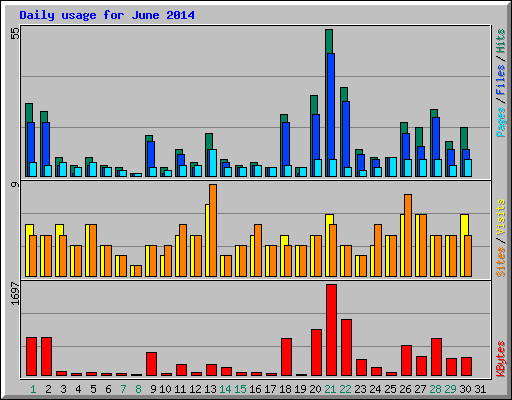 Daily usage for June 2014
55
Pages / Files / Hits
9
Sites / Visits
1697
KBytes
1 2 3 4 5 6 7 8 9 10 11 12 13 14 15 16 17 18 19 20 21 22 23 24 25 26 27 28 29 30 31